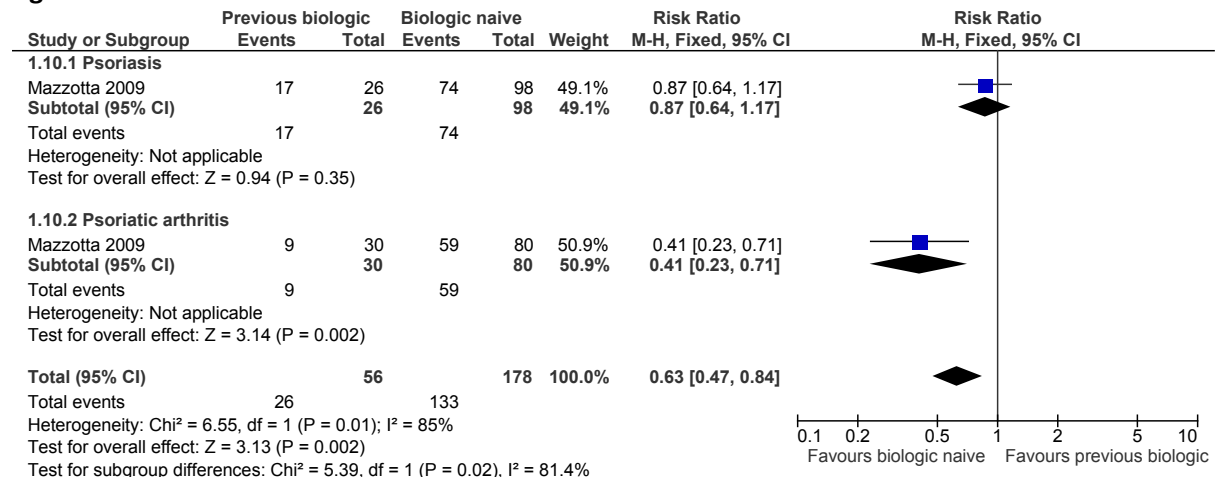 Previous biologic Biologic naive Risk Ratio Risk Ratio
Study or Subgroup Events Total Events Total Weight M-H, Fixed, 95% CI M-H, Fixed, 95% CI
1.10.1 Psoriasis
Mazzotta 2009 17 26 74 98 49.1% 0.87 [0.64, 1.17]
Subtotal (95% CI) 26 98 49.1% 0.87 [0.64, 1.17]
Total events 17 74
Heterogeneity: Not applicable
Test for overall effect: Z = 0.94 (P = 0.35)
1.10.2 Psoriatic arthritis
Mazzotta 2009 9 30 59 80 50.9% 0.41 [0.23, 0.71]
Subtotal (95% CI) 30 80 50.9% 0.41 [0.23, 0.71]
Total events 9 59
Heterogeneity: Not applicable
Test for overall effect: Z = 3.14 (P = 0.002)
Total (95% CI) 56 178 100.0% 0.63 [0.47, 0.84]
Total events 26 133
Heterogeneity: Chi² = 6.55, df = 1 (P = 0.01); I² = 85%
Test for overall effect: Z = 3.13 (P = 0.002)
Test for subgroup differences: Chi² = 5.39, df = 1 (P = 0.02), I² = 81.4%
0.1 0.2 0.5 1 2 5 10
Favours biologic naive Favours previous biologic